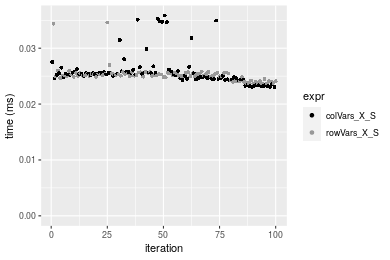 0.03
0.02
0.01
0.00
time (ms)
0
25
50
75
100
iteration
expr
colVars_X_S
rowVars_X_S